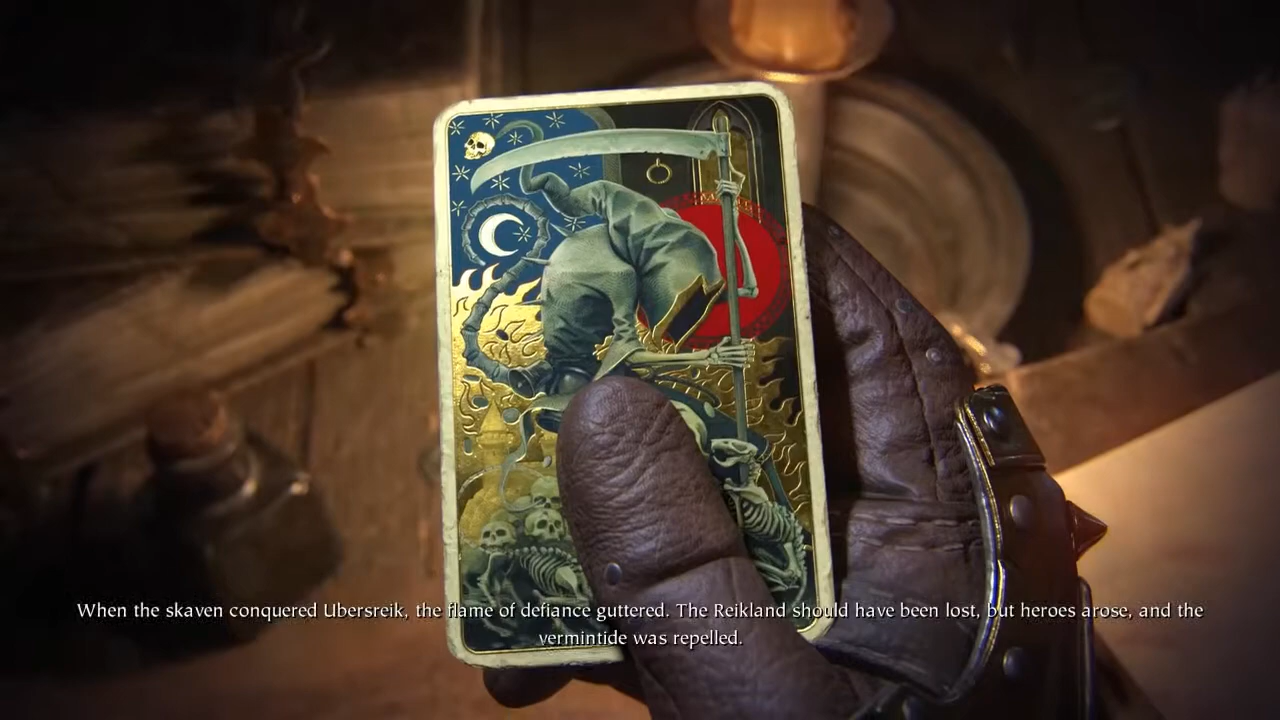 When the skaven conquered Ubersreik, the flame of defiance guttered. The Reikland should have been lost, but heroes arose, and the
vermintide was repelled.